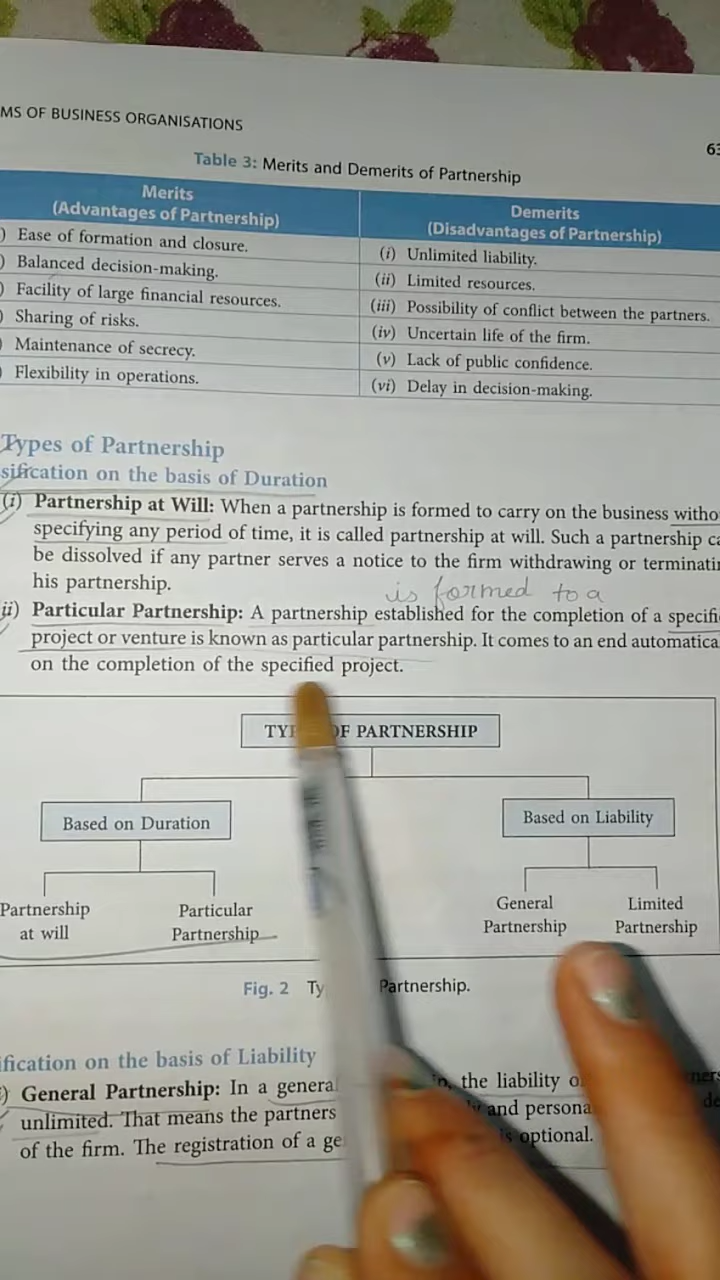 MS OF BUSINESS ORGANISATIONS
63
Table 3: Merits and Demerits of Partnership
Merits
(Advantages of Partnership)
Demerits
(Disadvantages of Partnership)
) Ease of formation and closure.
(i) Unlimited liability.
) Balanced decision-making.
(ii) Limited resources.
) Facility of large financial resources.
(iii) Possibility of conflict between the partners.
) Sharing of risks.
(iv) Uncertain life of the firm.
) Maintenance of secrecy.
(v) Lack of public confidence.
) Flexibility in operations.
(vi) Delay in decision-making.
Types of Partnership
sification on the basis of Duration
(i) Partnership at Will: When a partnership is formed to carry on the business witho
specifying any period of time, it is called partnership at will. Such a partnership ca
be dissolved if any partner serves a notice to the firm withdrawing or terminati
his partnership.
is formed to a
ii) Particular Partnership: A partnership established for the completion of a specifi
project or venture is known as particular partnership. It comes to an end automatica
on the completion of the specified project.
OF PARTNERSHIP
Based on Duration
Based on Liability
Partnership
at will
Particular
Partnership
General
Partnership
Limited
Partnership
Fig. 2 Ty Partnership.
ification on the basis of Liability
) General Partnership: In a genera the liability o
unlimited. That means the partners and persona
of the firm. The registration of a ge is optional.